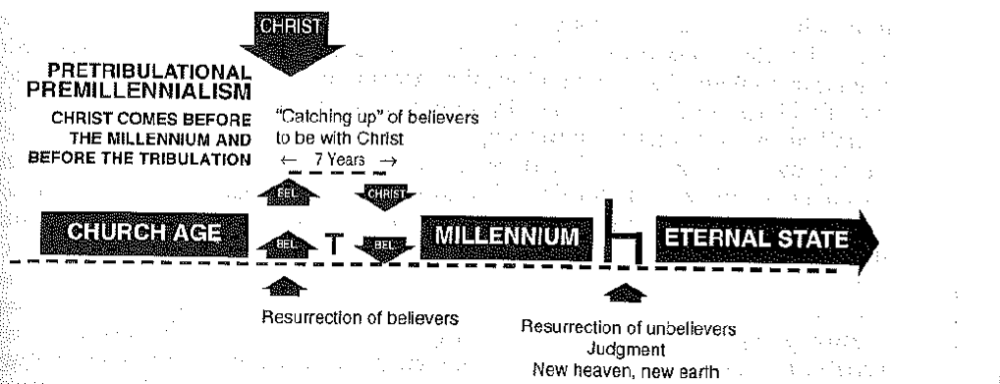 CHRIST
PRETRIBULATIONAL
PREMILLENNIALISM
CHRIST COMES BEFORE
THE MILLENNIUM AND
BEFORE THE TRIBULATION
"Catching up" of believers
to be with Christ
← 7 Years →
BEL
CHRIST
CHURCH AGE
BEL
T
BEL
MILLENNIUM
ETERNAL STATE
Resurrection of believers
Resurrection of unbelievers
Judgment
New heaven, new earth